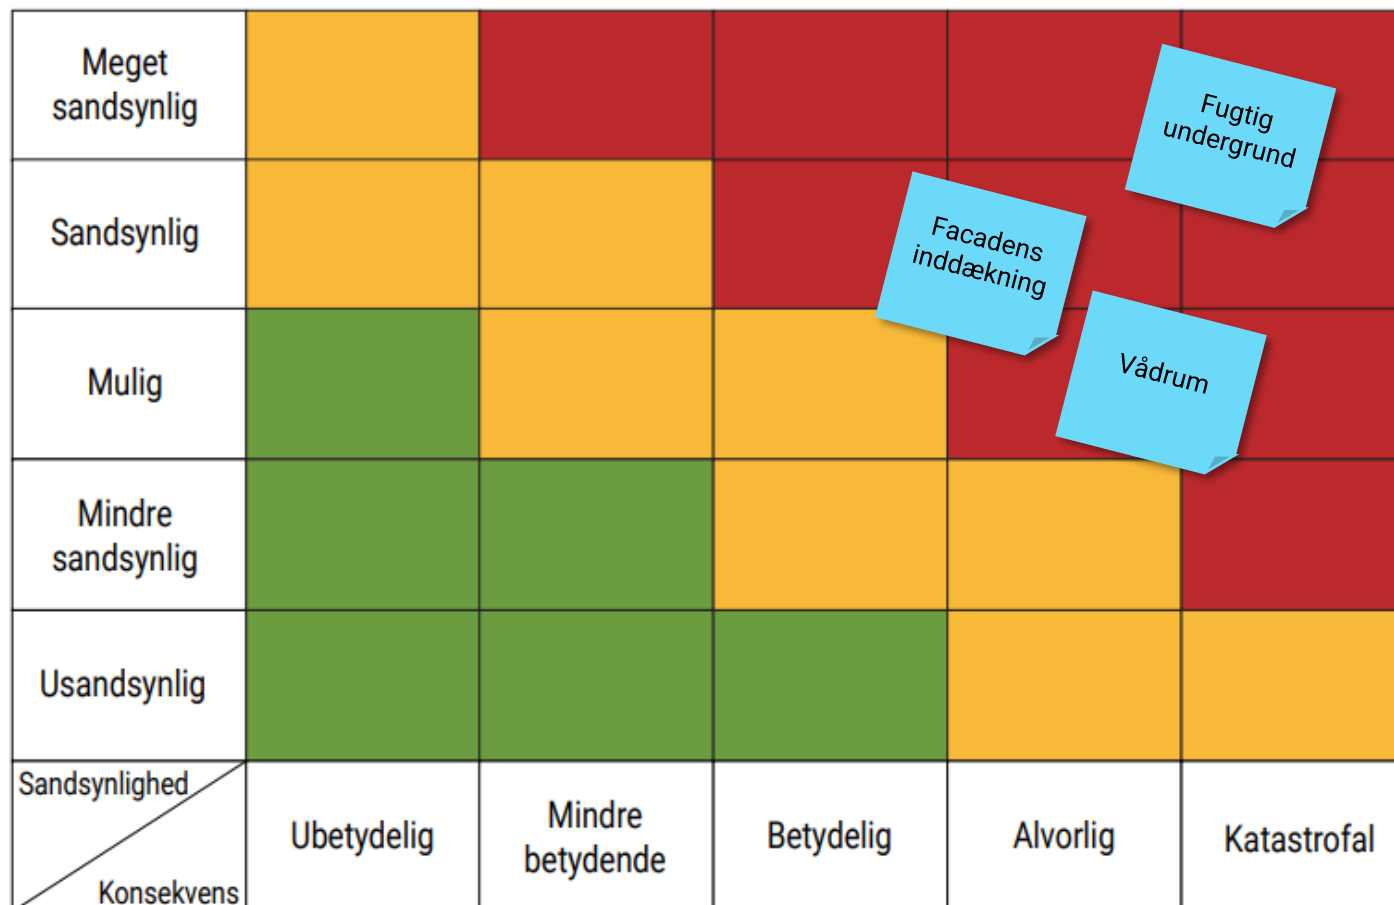 Meget
sandsynlig
Fugtig
undergrund
Sandsynlig
Facadens
inddækning
Mulig
Vådrum
Mindre
sandsynlig
Usandsynlig
Sandsynlighed
Konsekvens
Ubetydelig
Mindre
betydende
Betydelig
Alvorlig
Katastrofal